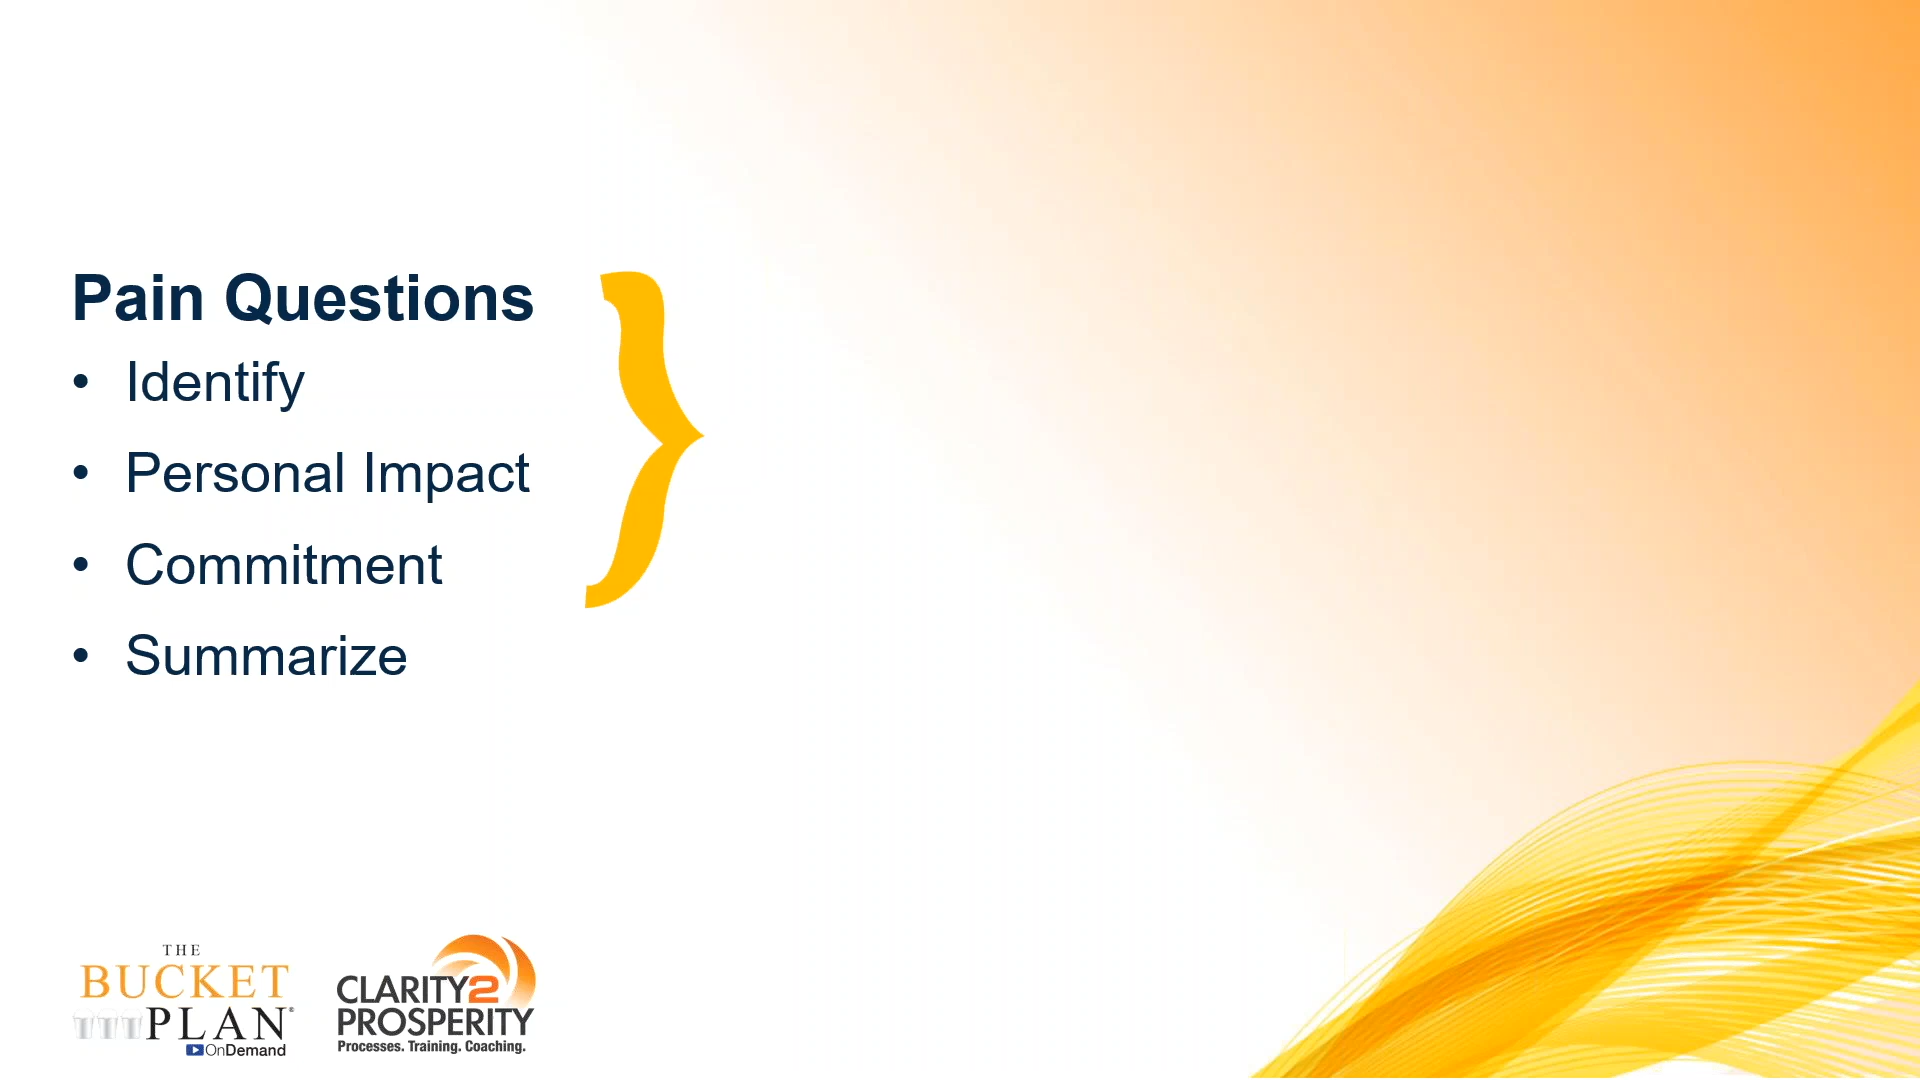 Pain Questions
• Identify
• Personal Impact
• Commitment
• Summarize
}
THE
BUCKET
PLAN®
OnDemand
CLARITY2
PROSPERITY
Processes. Training. Coaching.